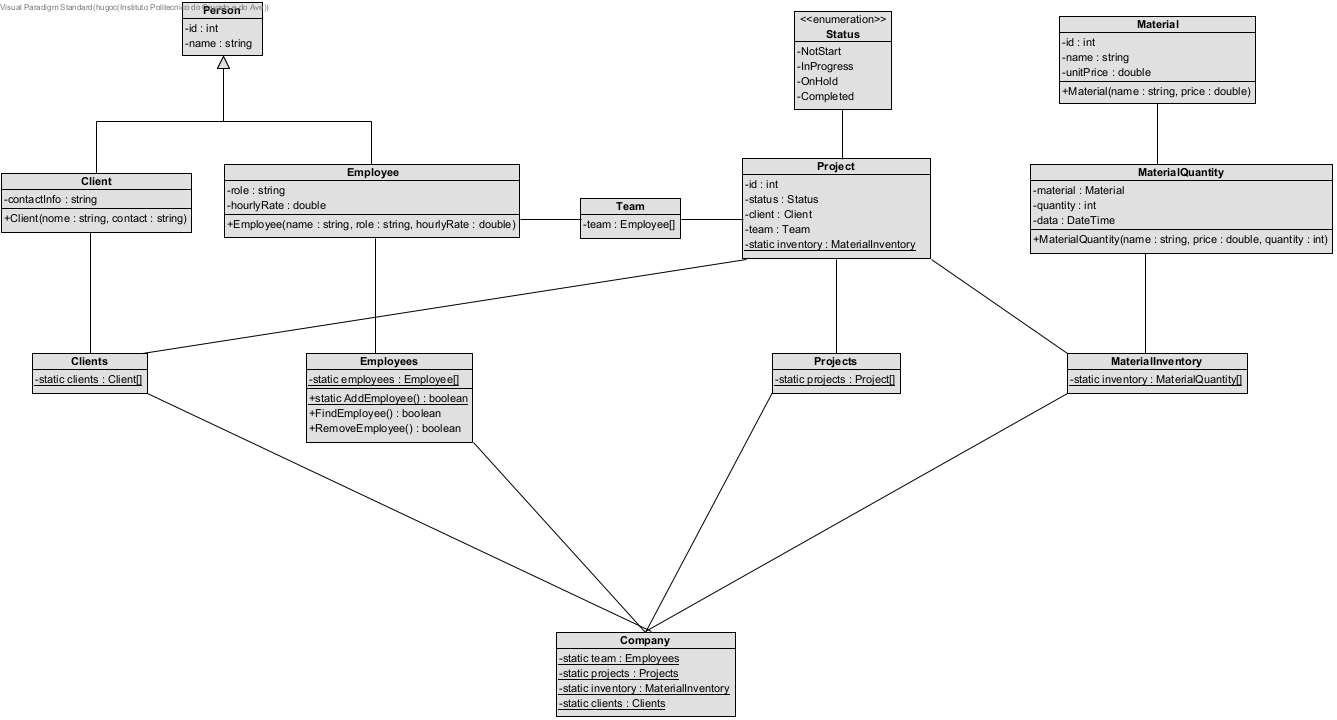 Visual Paradigm Standard(hugoc(Instituto Politecnico do Cavado e do Ave))
Person
-id : int
-name : string
<<enumeration>>
Status
-NotStart
-InProgress
-OnHold
-Completed
Material
-id : int
-name : string
-unitPrice : double
+Material(name : string, price : double)
Client
-contactInfo : string
+Client(nome : string, contact : string)
Employee
-role : string
-hourlyRate : double
+Employee(name : string, role : string, hourlyRate : double)
Team
-team : Employee[]
Project
-id : int
-status : Status
-client : Client
-team : Team
-static inventory : MaterialInventory
MaterialQuantity
-material : Material
-quantity : int
-data : DateTime
+MaterialQuantity(name : string, price : double, quantity : int)
Clients
-static clients : Client[]
Employees
-static employees : Employee[]
+static AddEmployee() : boolean
+FindEmployee() : boolean
+RemoveEmployee() : boolean
Projects
-static projects : Project[]
MaterialInventory
-static inventory : MaterialQuantity[]
Company
-static team : Employees
-static projects : Projects
-static inventory : MaterialInventory
-static clients : Clients